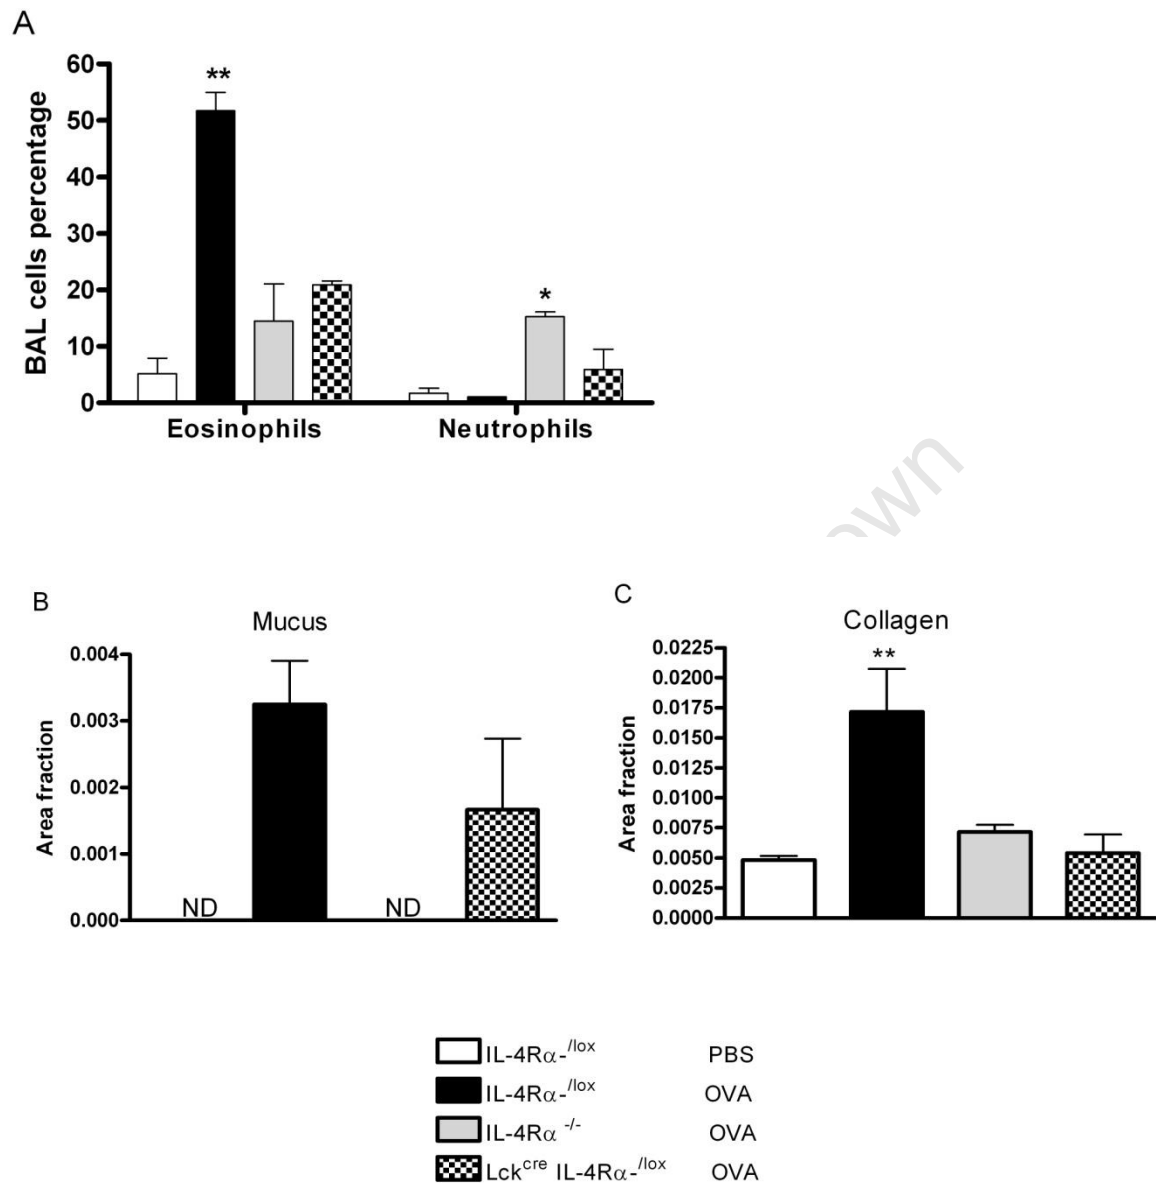 A
60
50
40
30
20
10
0
BAL cells percentage
**
*
Eosinophils Neutrophils
own
B
Mucus
0.004
0.003
0.002
0.001
0.000
Area fraction
ND ND
C
Collagen
0.0225
0.0200
0.0175
0.0150
0.0125
0.0100
0.0075
0.0050
0.0025
0.0000
Area fraction
**
IL-4Rα-/lox PBS
IL-4Rα-/lox OVA
IL-4Rα -/- OVA
Lckcre IL-4Rα-/lox OVA